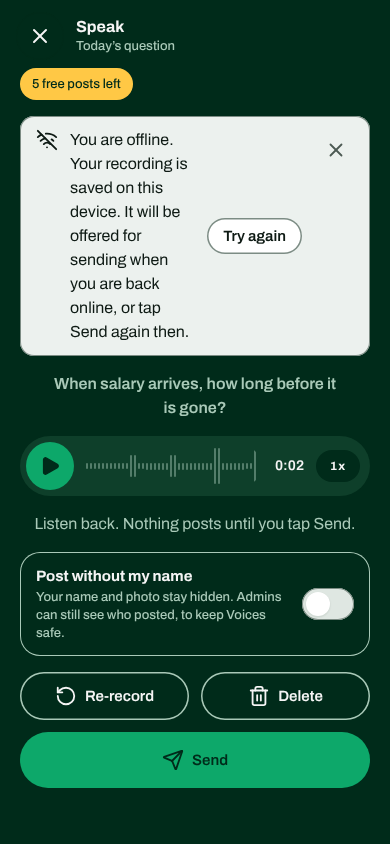 Speak
Today's question
5 free posts left
You are offline.
Your recording is
saved on this
device. It will be
offered for
sending when
you are back
online, or tap
Send again then.
Try again
When salary arrives, how long before it
is gone?
0:02
1x
Listen back. Nothing posts until you tap Send.
Post without my name
Your name and photo stay hidden. Admins
can still see who posted, to keep Voices
safe.
Re-record
Delete
Send